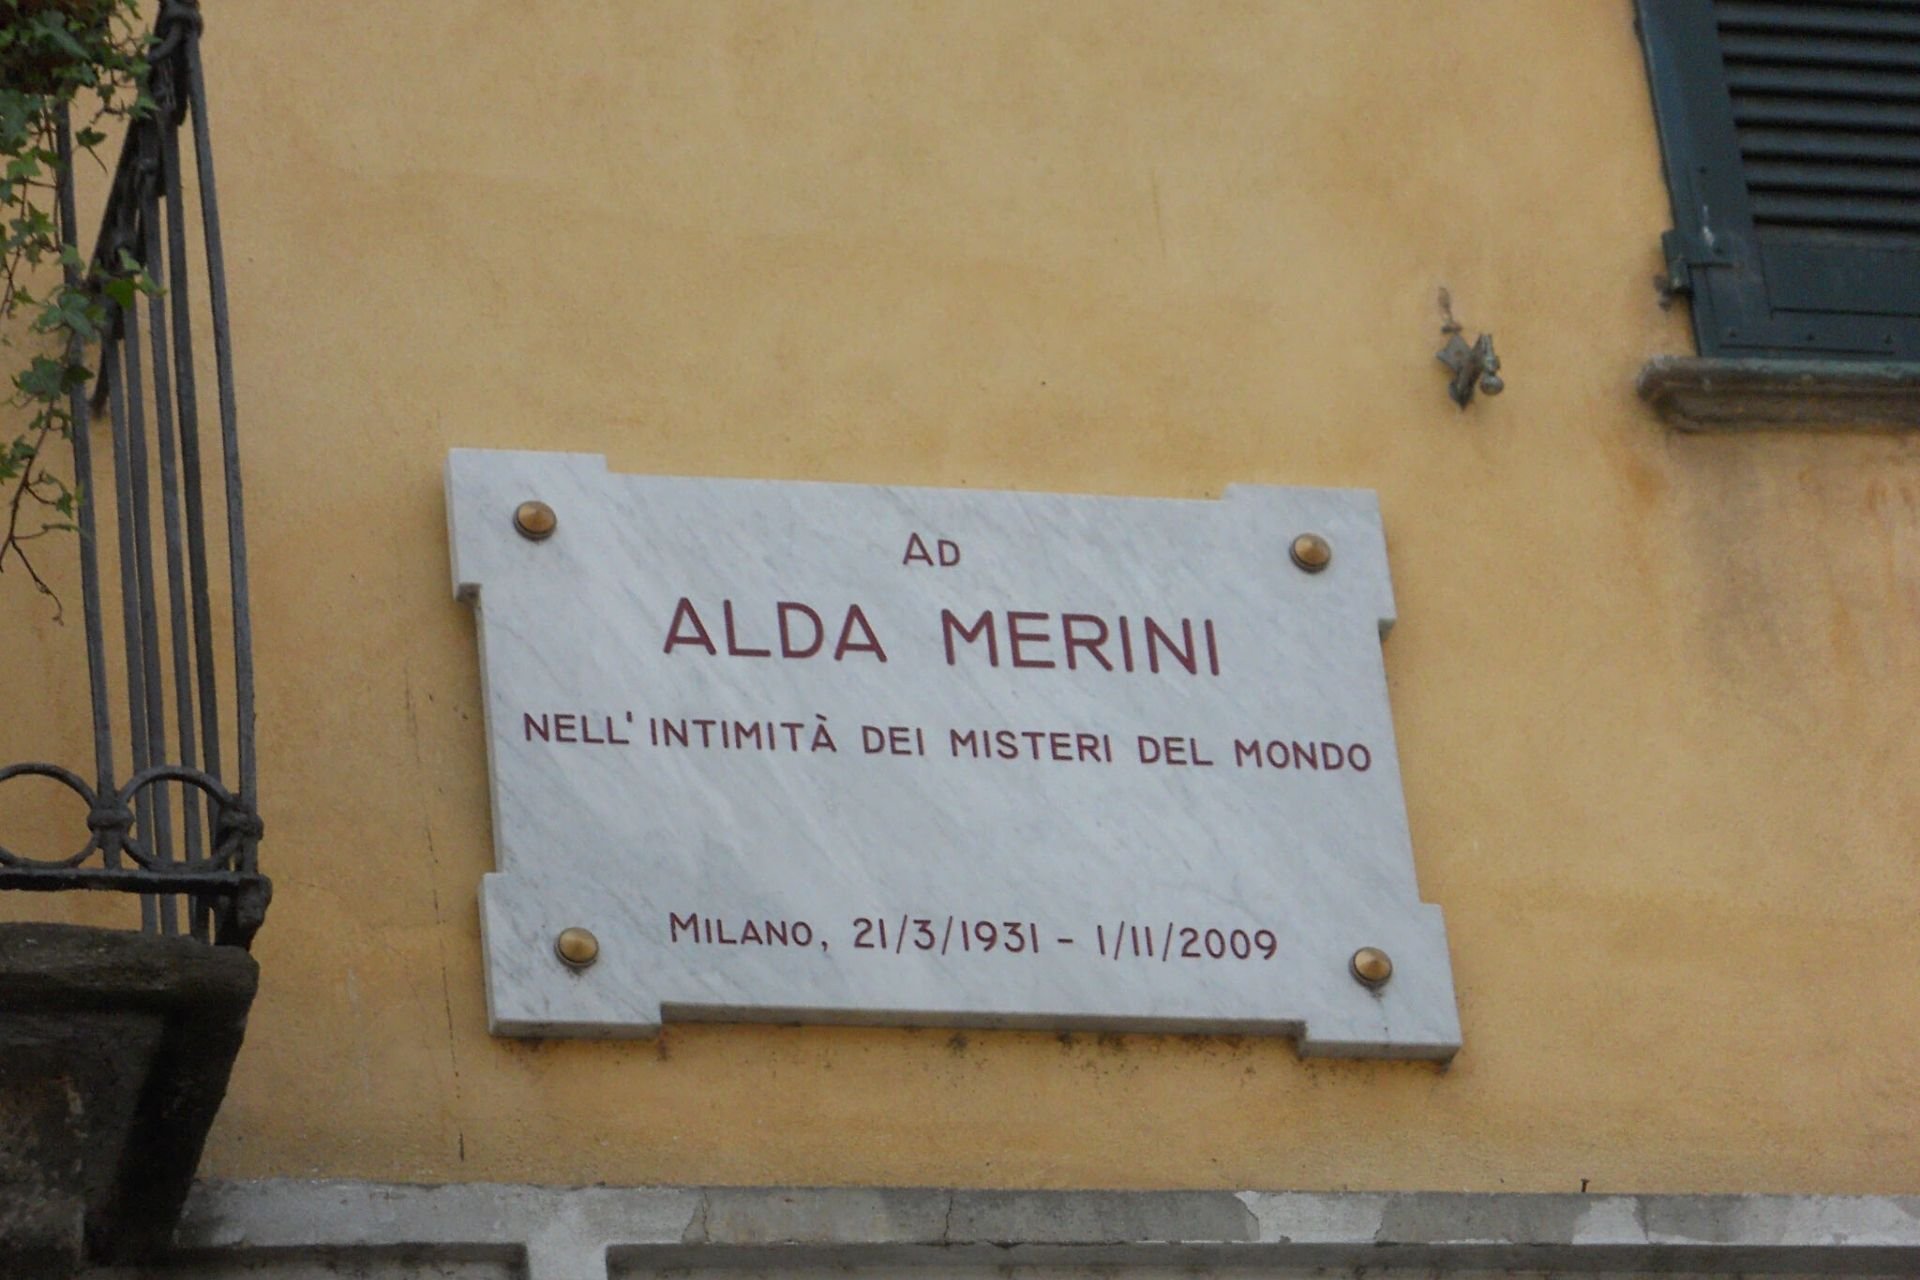 AD
ALDA MERINI
NELL'INTIMITÀ DEI MISTERI DEL MONDO
MILANO, 21/3/1931 - 1/11/2009